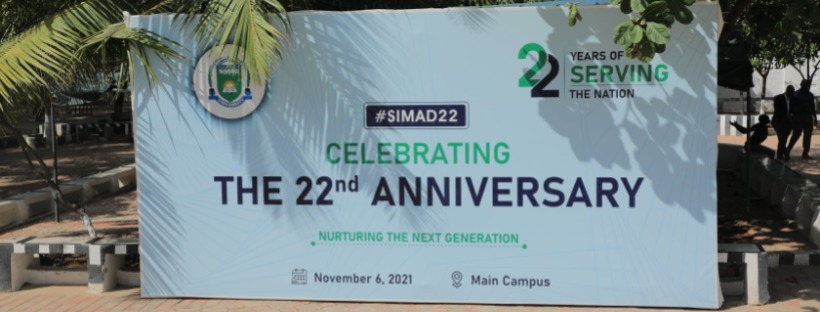 22
YEARS OF
SERVING
THE NATION
#SIMAD22
CELEBRATING
THE 22nd ANNIVERSARY
NURTURING THE NEXT GENERATION
November 6, 2021
Main Campus